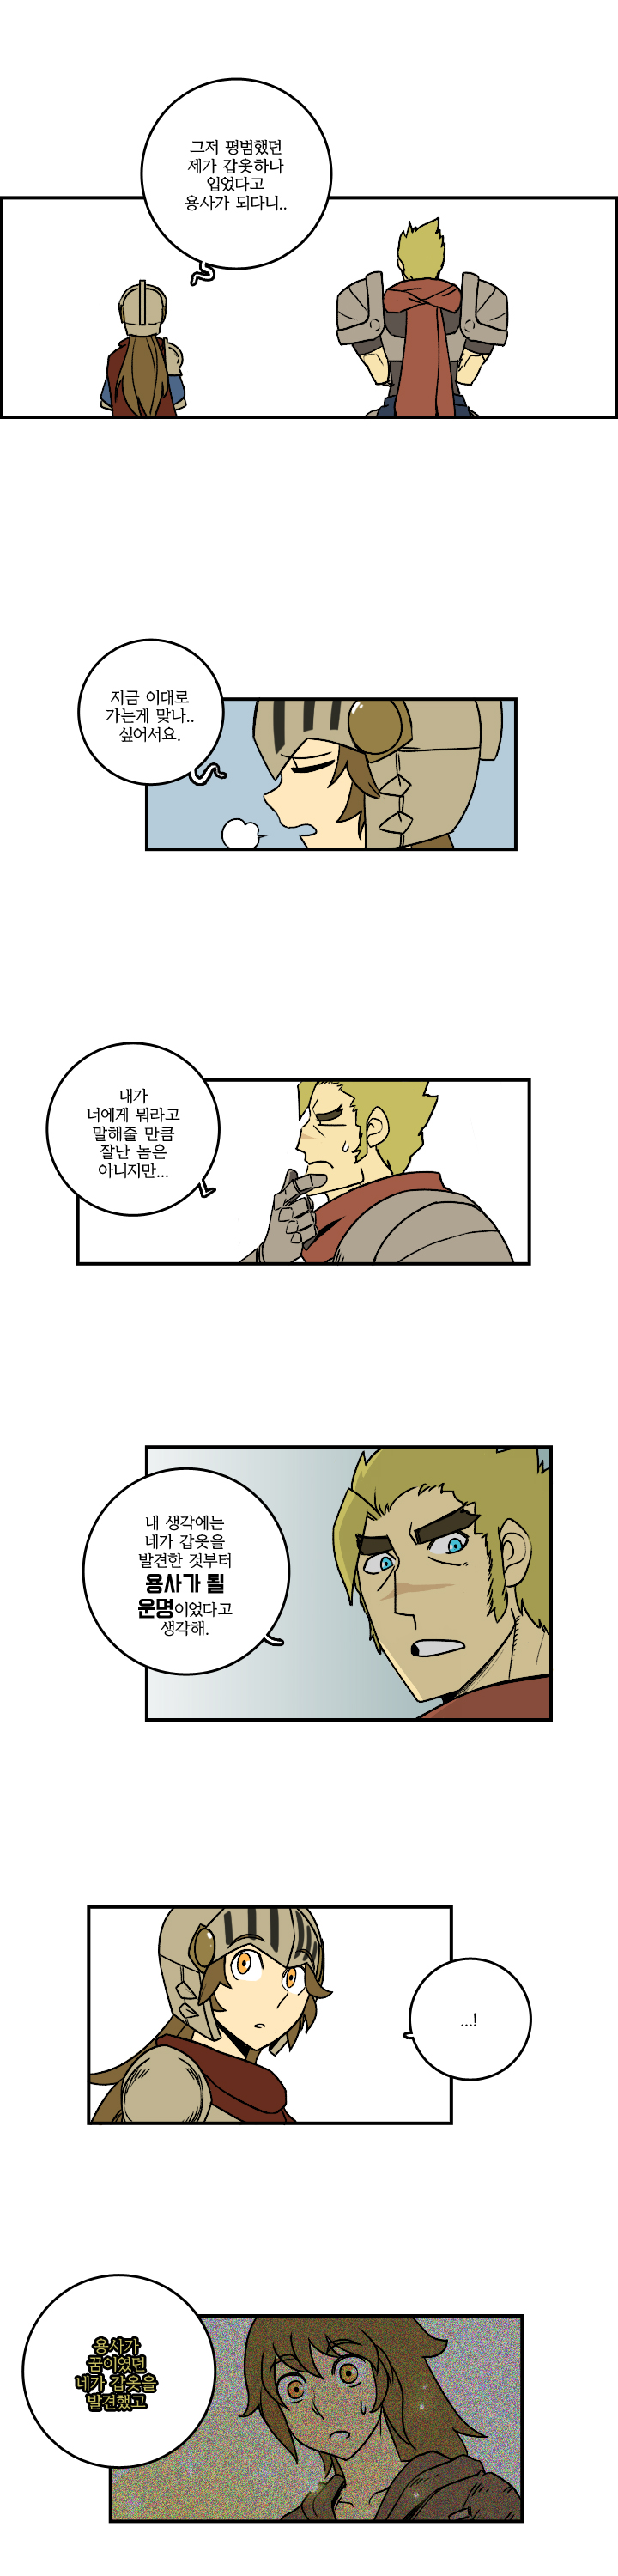 그저 평범했던
제가 갑옷하나
입었다고
용사가 되다니..
지금 이대로
가는게 맞나..
싶어서요.
내가
너에게 뭐라고
말해줄 만큼
잘난 놈은
아니지만...
내 생각에는
네가 갑옷을
발견한 것부터
용사가 될
운명이었다고
생각해.
...!
용사가
꿈이였던
네가 갑옷을
발견했고